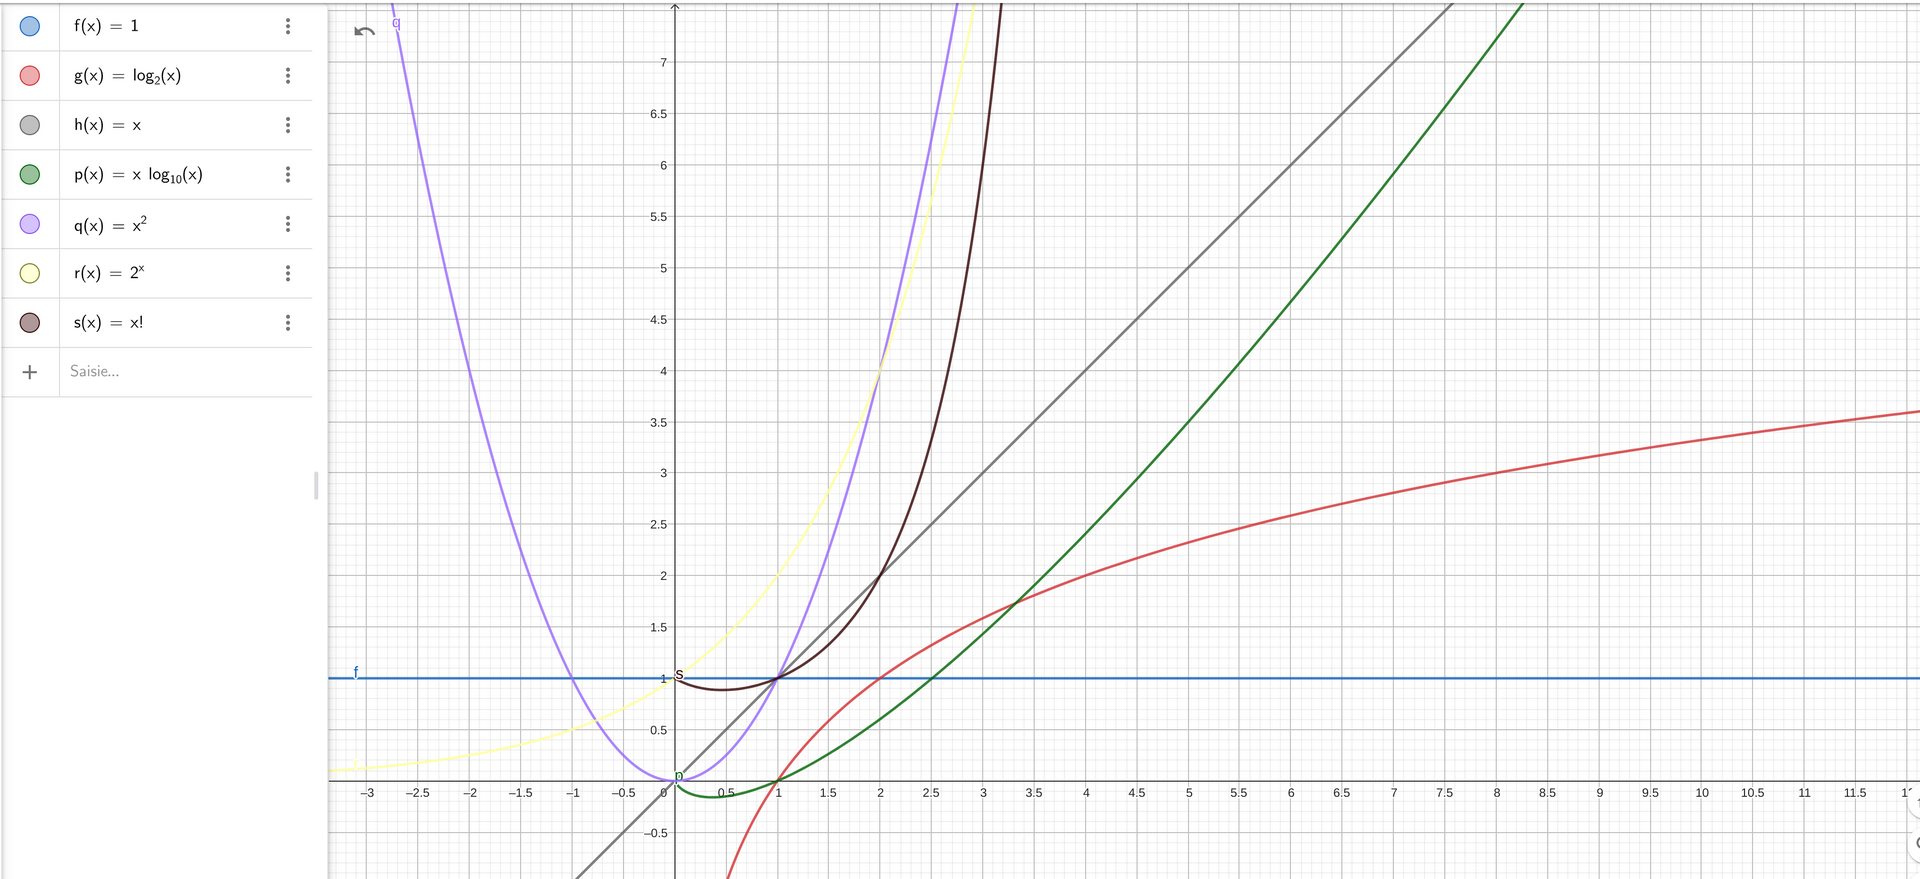 f(x) = 1
g(x) = log₂(x)
h(x) = x
p(x) = x log₁₀(x)
q(x) = x²
r(x) = 2ˣ
s(x) = x!
+ Saisie...
q
7
6.5
6
5.5
5
4.5
4
3.5
3
2.5
2
1.5
s
f
1
0.5
p
–3 –2.5 –2 –1.5 –1 –0.5 0 0.5 1 1.5 2 2.5 3 3.5 4 4.5 5 5.5 6 6.5 7 7.5 8 8.5 9 9.5 10 10.5 11 11.5
–0.5